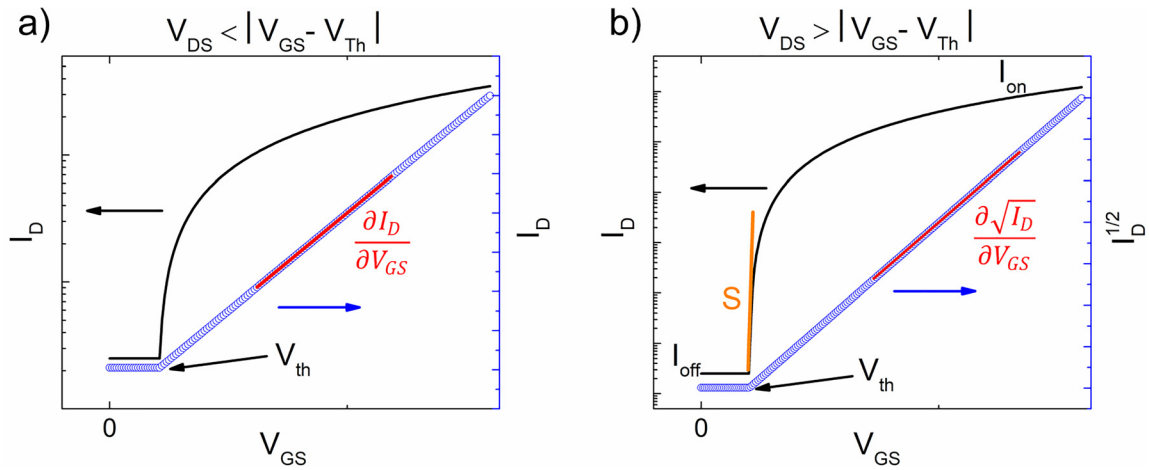 a)
V_DS < | V_GS - V_Th |
I_D
I_D
∂I_D
∂V_GS
V_th
0
V_GS
b)
V_DS > | V_GS - V_Th |
I_on
I_D
I_D^1/2
∂√I_D
∂V_GS
S
I_off
V_th
0
V_GS